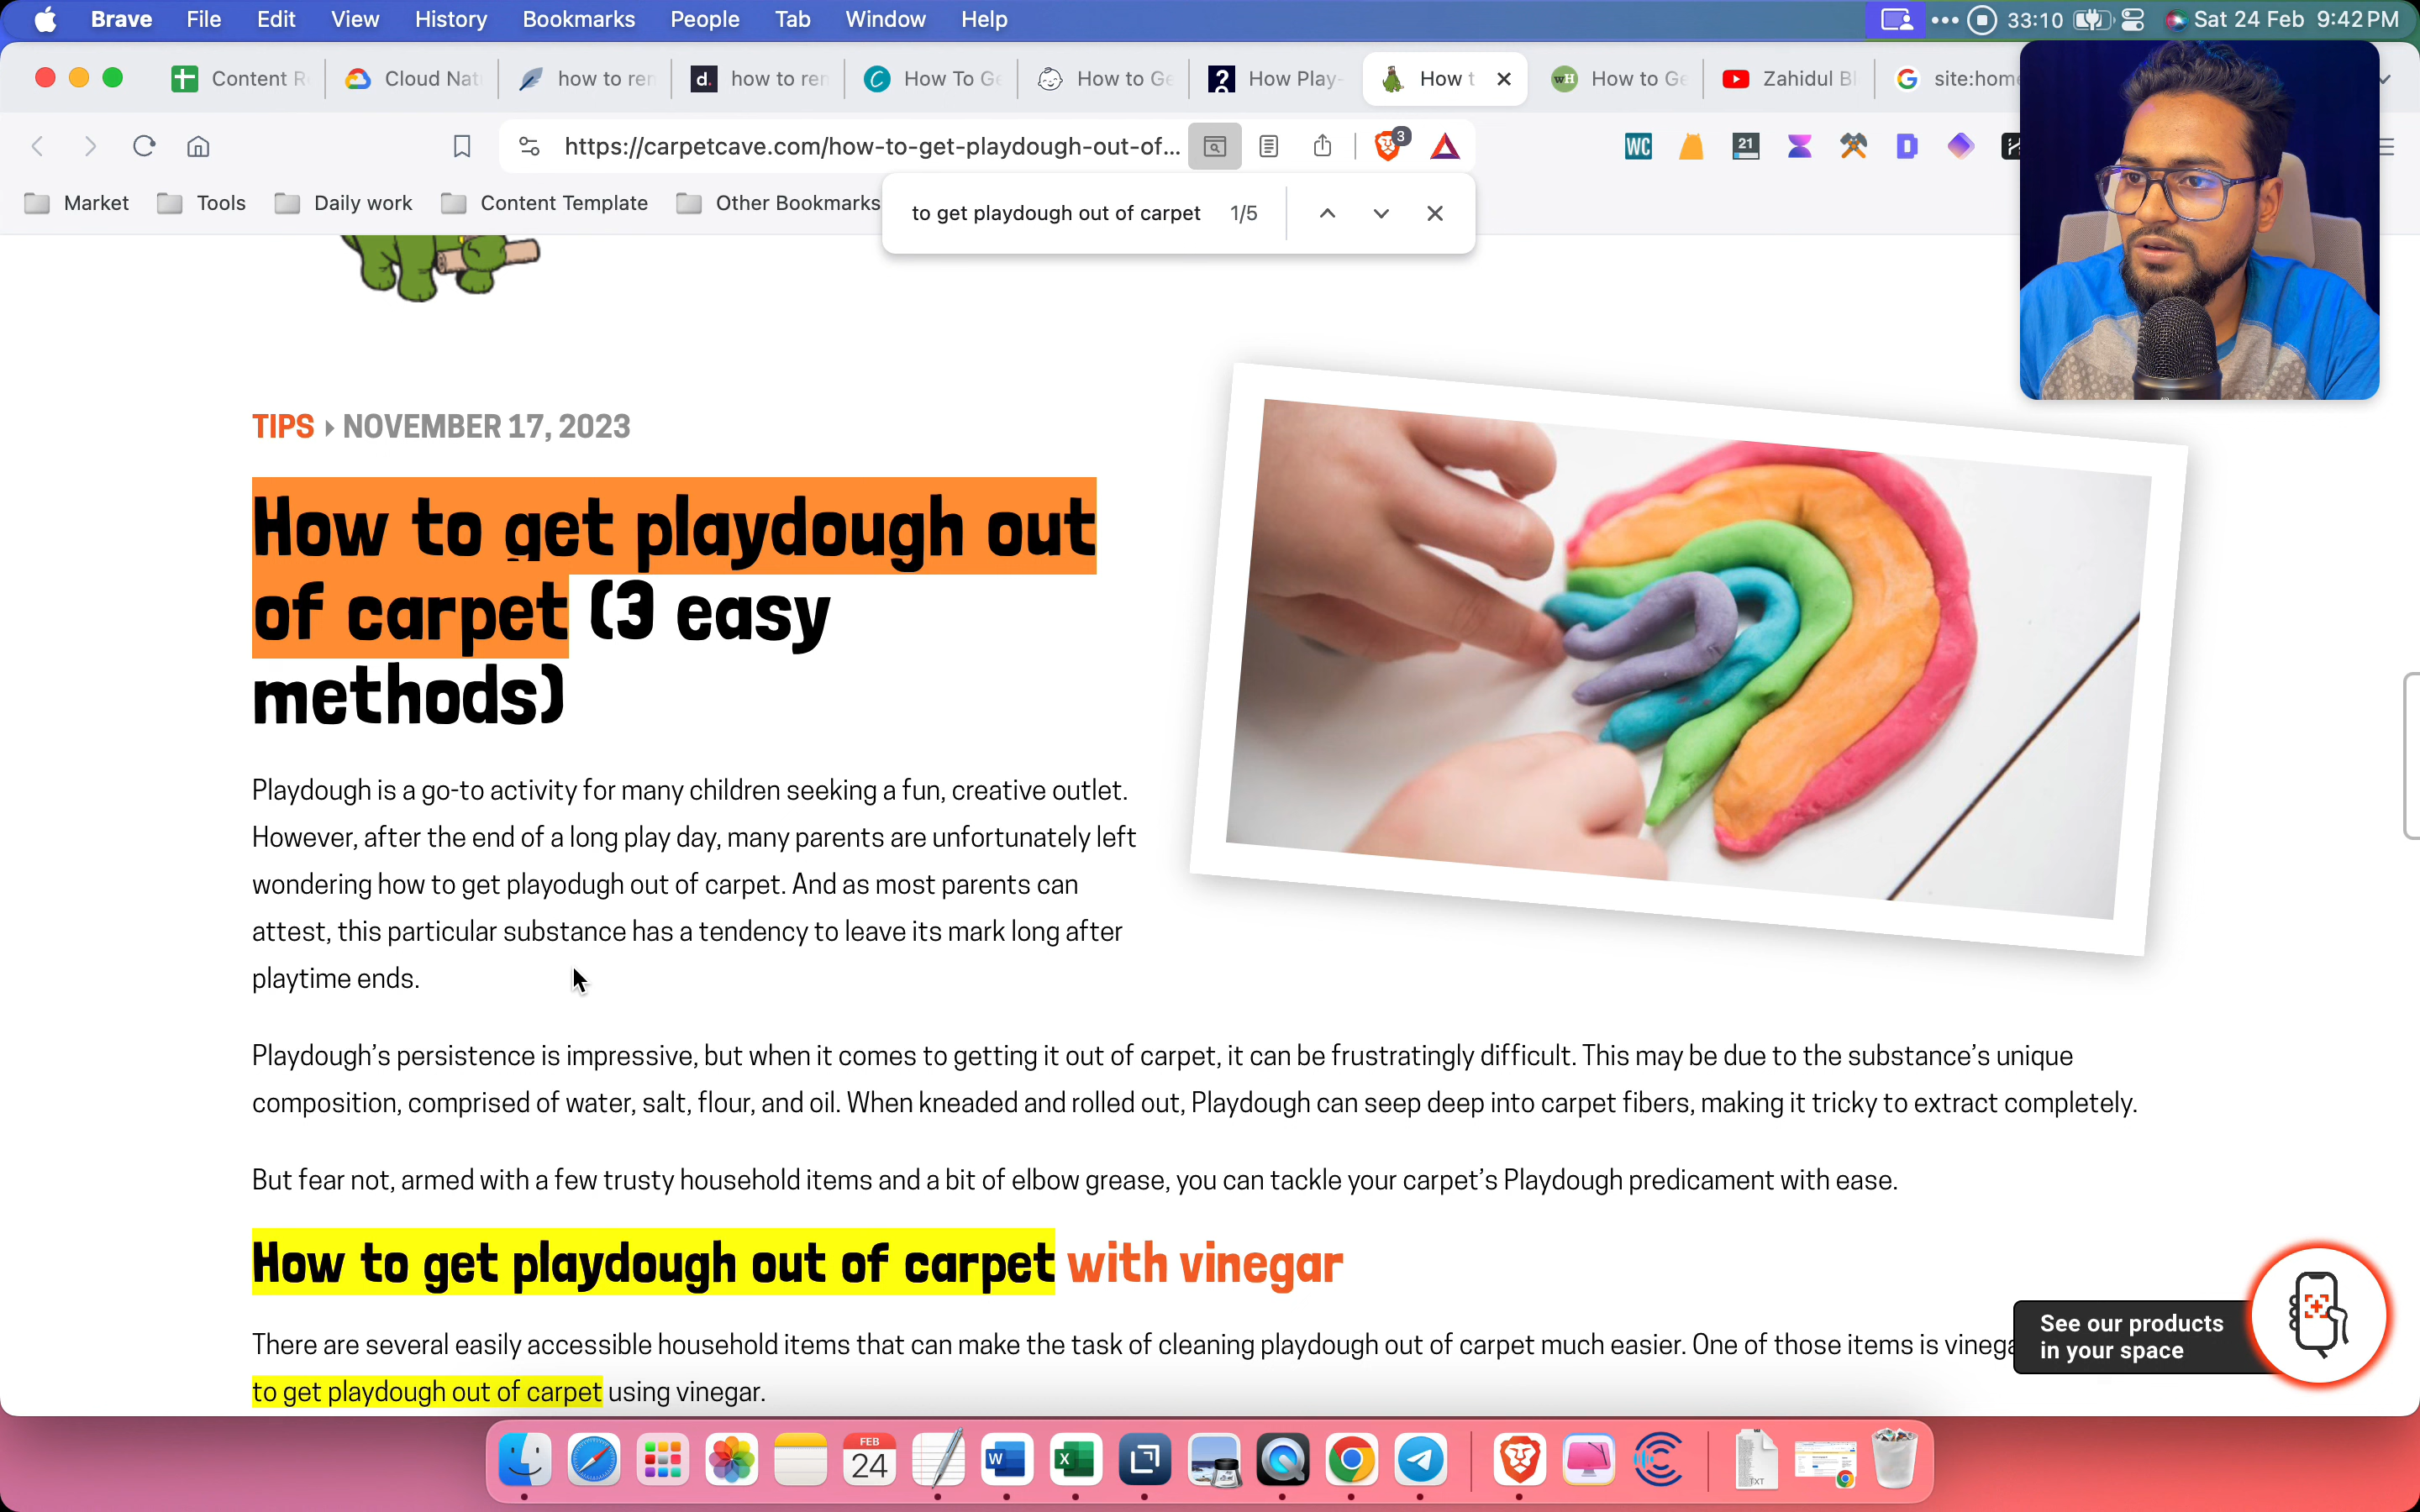 Brave File Edit View History Bookmarks People Tab Window Help
33:10 Sat 24 Feb 9:42 PM
Content R Cloud Nat how to ren d. how to ren How To Ge How to Ge How Play- How t wH How to Ge Zahidul Bl site:hom
https://carpetcave.com/how-to-get-playdough-out-of... 3
WC 21 D
Market Tools Daily work Content Template Other Bookmarks
to get playdough out of carpet 1/5
TIPS NOVEMBER 17, 2023
How to get playdough out
of carpet (3 easy
methods)
Playdough is a go-to activity for many children seeking a fun, creative outlet.
However, after the end of a long play day, many parents are unfortunately left
wondering how to get playodugh out of carpet. And as most parents can
attest, this particular substance has a tendency to leave its mark long after
playtime ends.
Playdough’s persistence is impressive, but when it comes to getting it out of carpet, it can be frustratingly difficult. This may be due to the substance’s unique
composition, comprised of water, salt, flour, and oil. When kneaded and rolled out, Playdough can seep deep into carpet fibers, making it tricky to extract completely.
But fear not, armed with a few trusty household items and a bit of elbow grease, you can tackle your carpet’s Playdough predicament with ease.
How to get playdough out of carpet with vinegar
There are several easily accessible household items that can make the task of cleaning playdough out of carpet much easier. One of those items is vinega
to get playdough out of carpet using vinegar.
See our products
in your space
FEB
24
W
X
TXT